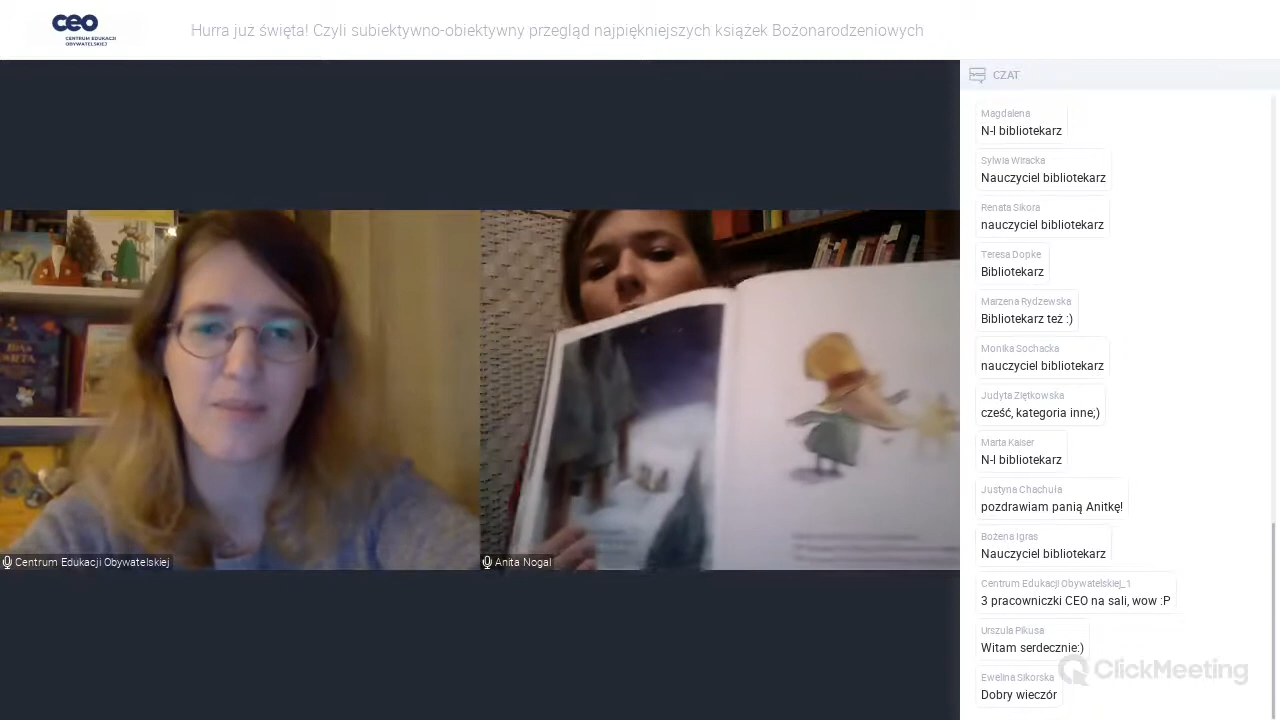 ceo
CENTRUM EDUKACJI
OBYWATELSKIEJ
Hurra już święta! Czyli subiektywno-obiektywny przegląd najpiękniejszych książek Bożonarodzeniowych
CZAT
Magdalena
N-l bibliotekarz
Sylwia Wiracka
Nauczyciel bibliotekarz
Renata Sikora
nauczyciel bibliotekarz
Teresa Dopke
Bibliotekarz
Marzena Rydzewska
Bibliotekarz też :)
Monika Sochacka
nauczyciel bibliotekarz
Judyta Ziętkowska
cześć, kategoria inne;)
Marta Kaiser
N-l bibliotekarz
Justyna Chachuła
pozdrawiam panią Anitkę!
Bożena Igras
Nauczyciel bibliotekarz
Centrum Edukacji Obywatelskiej_1
3 pracowniczki CEO na sali, wow :P
Urszula Pikusa
Witam serdecznie:)
Ewelina Sikorska
Dobry wieczór
ClickMeeting
Centrum Edukacji Obywatelskiej
Anita Nogal